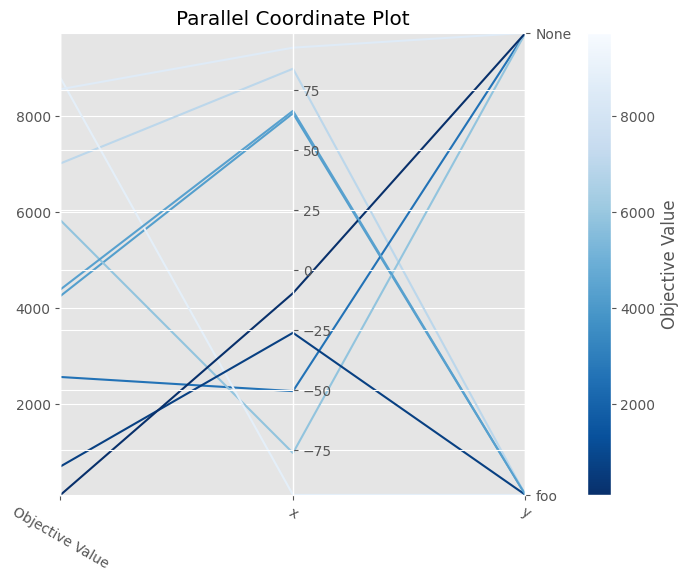 Parallel Coordinate Plot
None
8000
6000
4000
2000
75
50
25
0
−25
−50
−75
foo
Objective Value
x
y
8000
6000
4000
2000
Objective Value